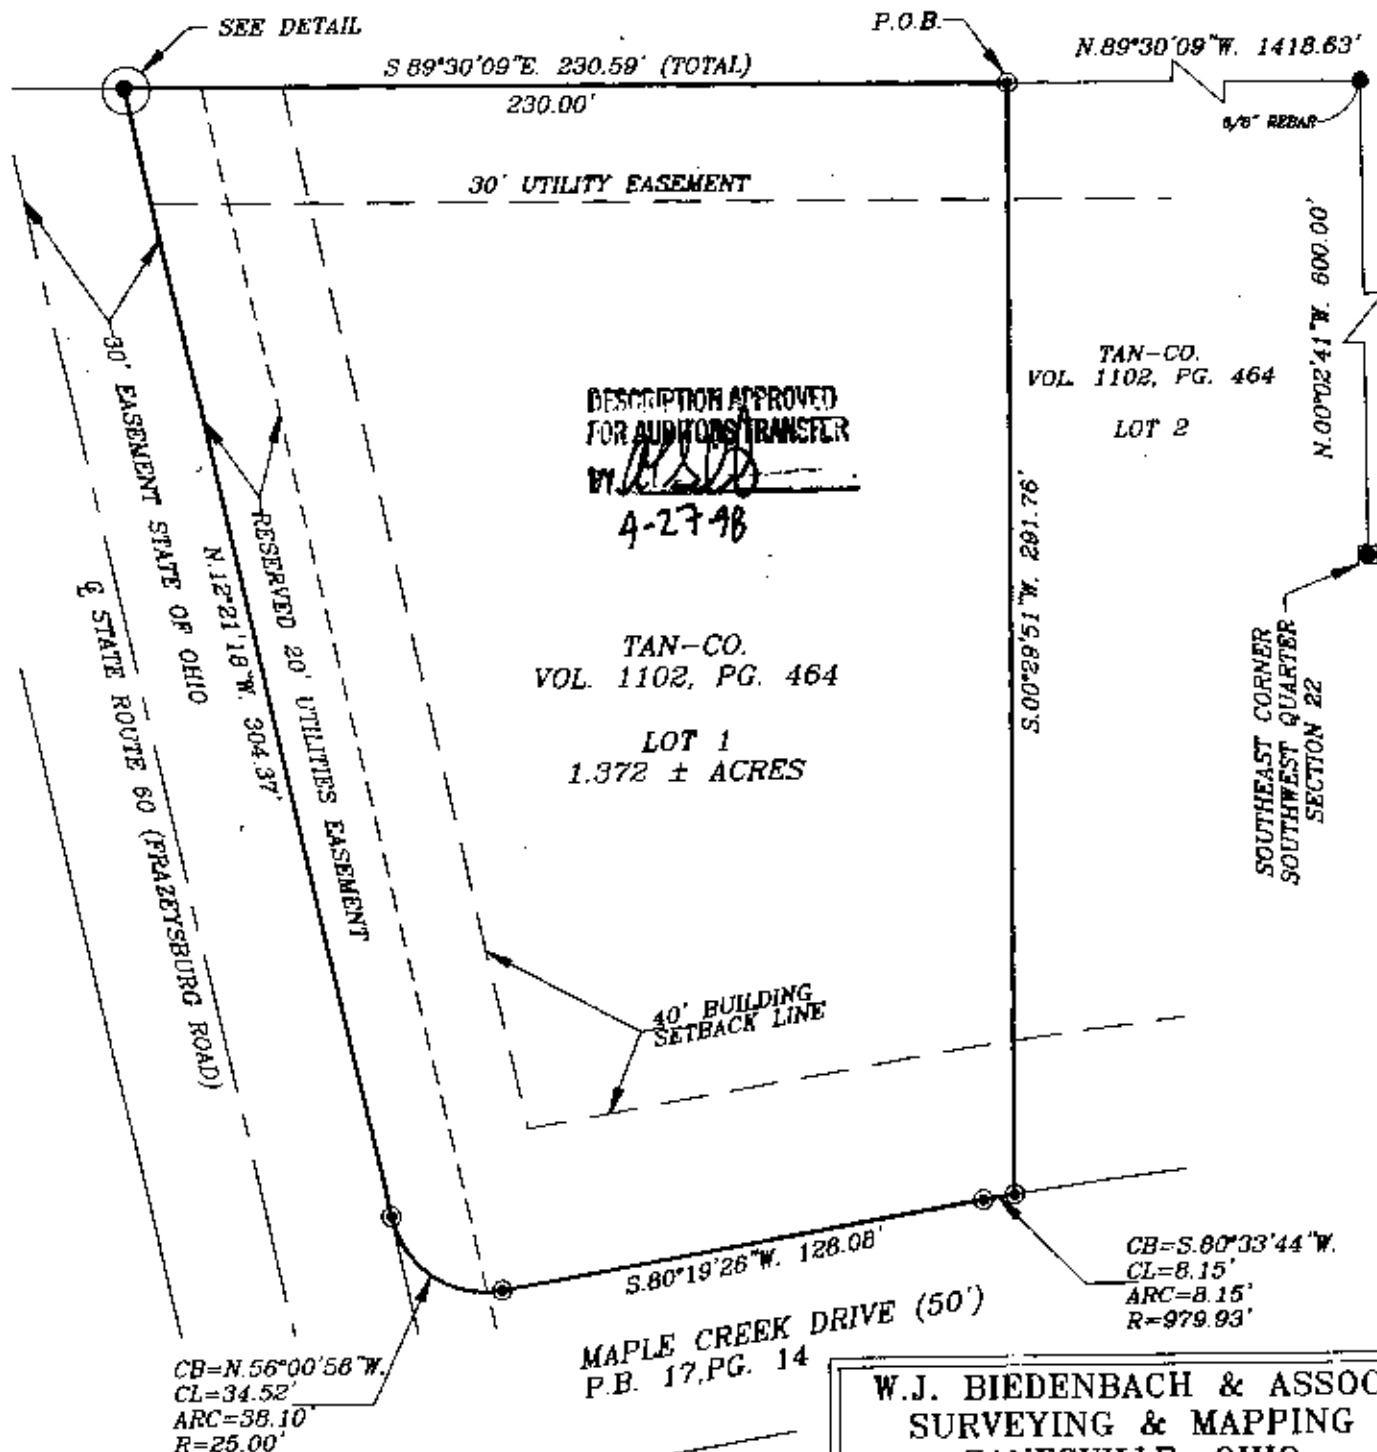 SEE DETAIL
P.O.B.
N.89°30'09"W. 1418.63'
S 89°30'09"E. 230.59' (TOTAL)
230.00'
5/8" REBAR
30' UTILITY EASEMENT
N.00°02'41"W. 600.00'
TAN-CO.
VOL. 1102, PG. 464
LOT 2
DESCRIPTION APPROVED
FOR AUDITORS TRANSFER
BY
4-27-98
30' EASEMENT STATE OF OHIO
N.12°21'18"W. 304.37'
RESERVED 20' UTILITIES EASEMENT
℄ STATE ROUTE 60 (FRAZEYSBURG ROAD)
S.00°29'51"W. 291.76'
TAN-CO.
VOL. 1102, PG. 464
LOT 1
1.372 ± ACRES
SOUTHEAST CORNER
SOUTHWEST QUARTER
SECTION 22
40' BUILDING
SETBACK LINE
S.80°19'26"W. 128.08'
CB=S.80°33'44"W.
CL=8.15'
ARC=8.15'
R=979.93'
MAPLE CREEK DRIVE (50')
P.B. 17,PG. 14
CB=N.56°00'56"W.
CL=34.52'
ARC=38.10'
R=25.00'
W.J. BIEDENBACH & ASSOC
SURVEYING & MAPPING
ZANESVILLE, OHIO